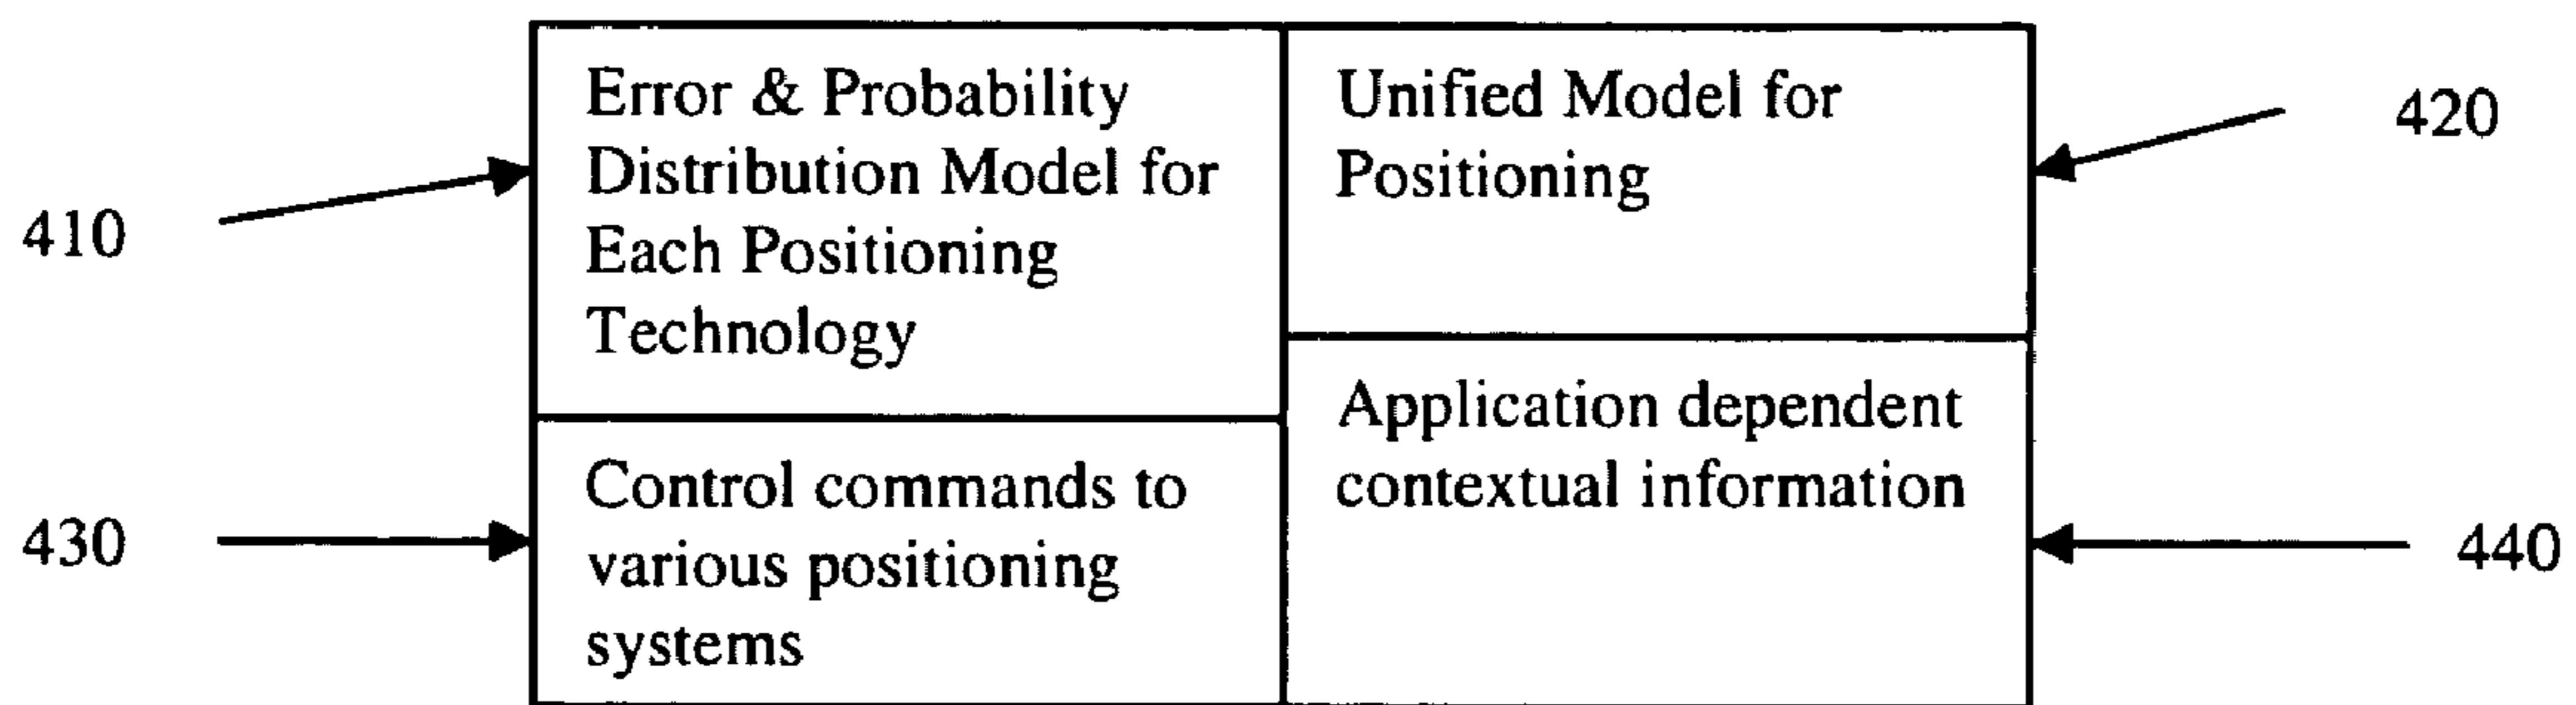 410
Error & Probability
Distribution Model for
Each Positioning
Technology
Unified Model for
Positioning
420
430
Control commands to
various positioning
systems
Application dependent
contextual information
440